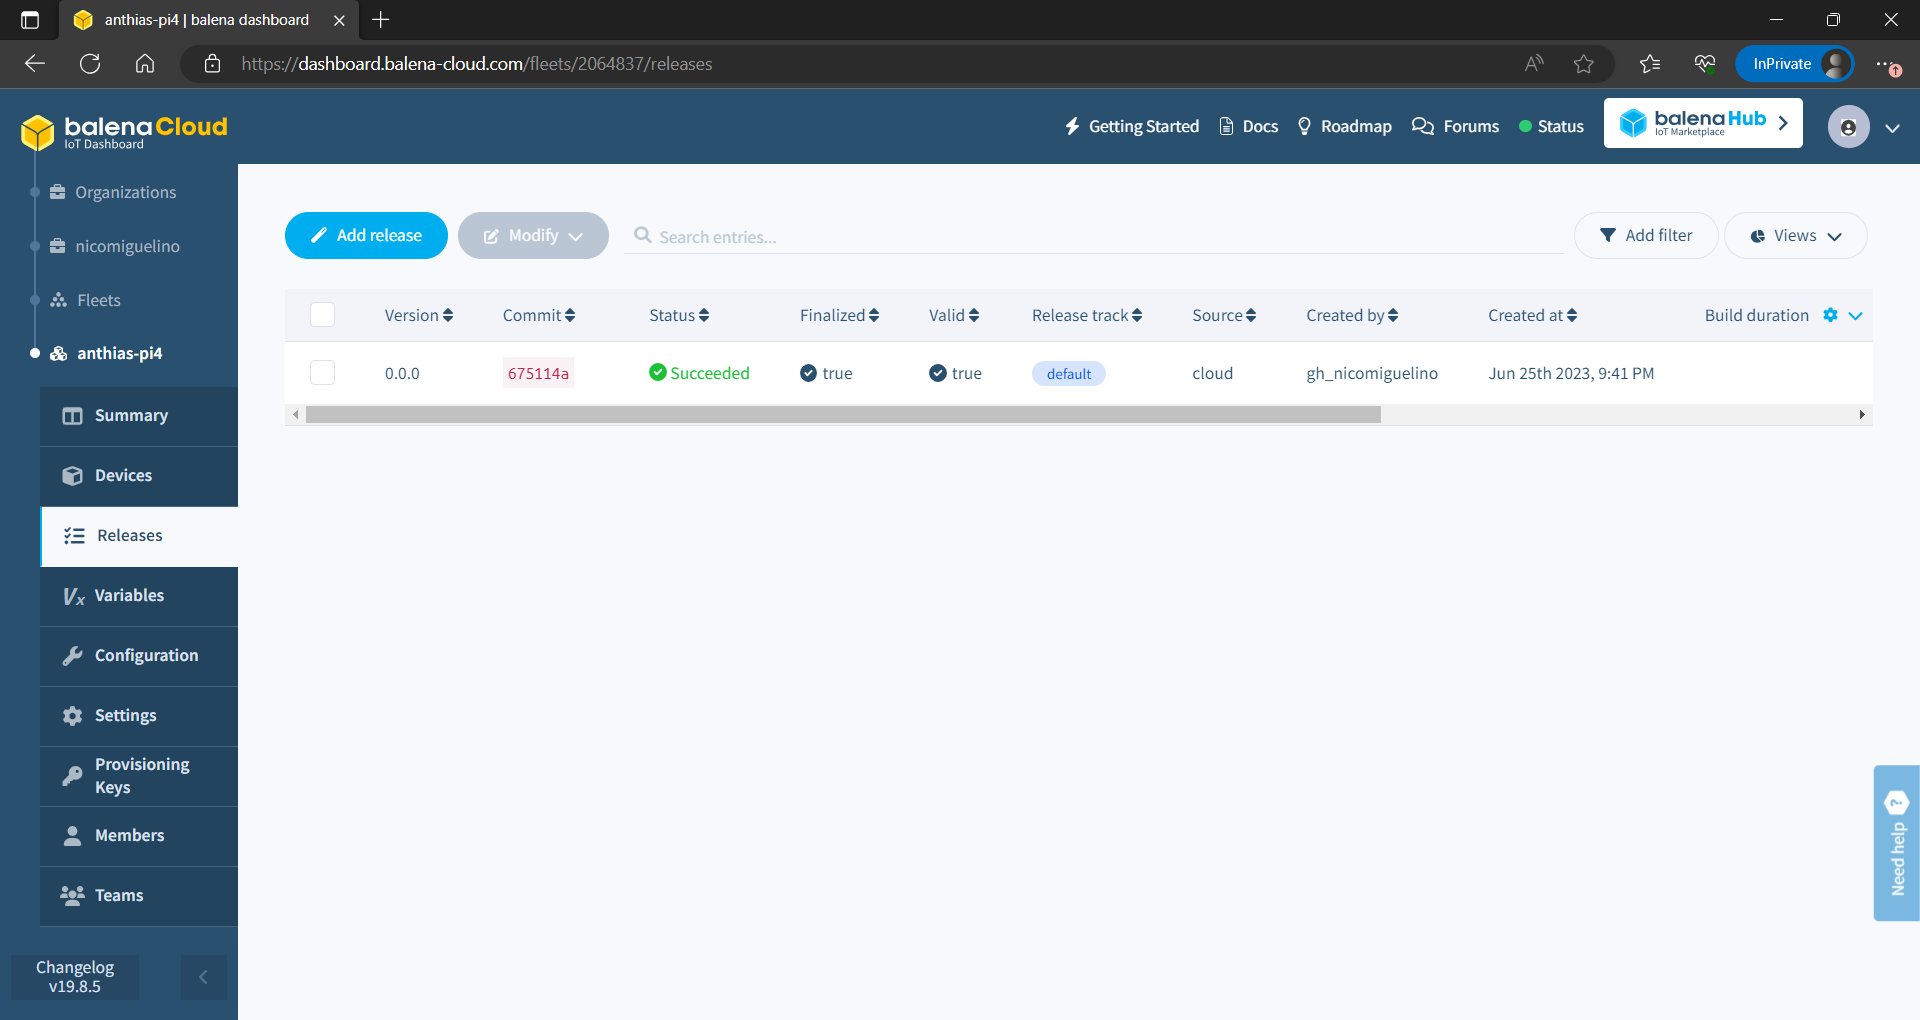 anthias-pi4 | balena dashboard
https://dashboard.balena-cloud.com/fleets/2064837/releases
InPrivate
balenaCloud
IoT Dashboard
Getting Started
Docs
Roadmap
Forums
Status
balenaHub
IoT Marketplace
Organizations
nicomiguelino
Fleets
anthias-pi4
Summary
Devices
Releases
Variables
Configuration
Settings
Provisioning
Keys
Members
Teams
Changelog
v19.8.5
Add release
Modify
Search entries...
Add filter
Views
Version Commit Status Finalized Valid Release track Source Created by Created at Build duration
0.0.0 675114a Succeeded true true default cloud gh_nicomiguelino Jun 25th 2023, 9:41 PM
Need help ?